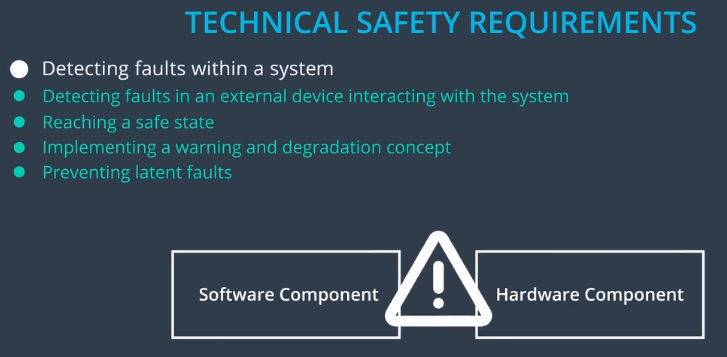 TECHNICAL SAFETY REQUIREMENTS
Detecting faults within a system
Detecting faults in an external device interacting with the system
Reaching a safe state
Implementing a warning and degradation concept
Preventing latent faults
Software Component
Hardware Component